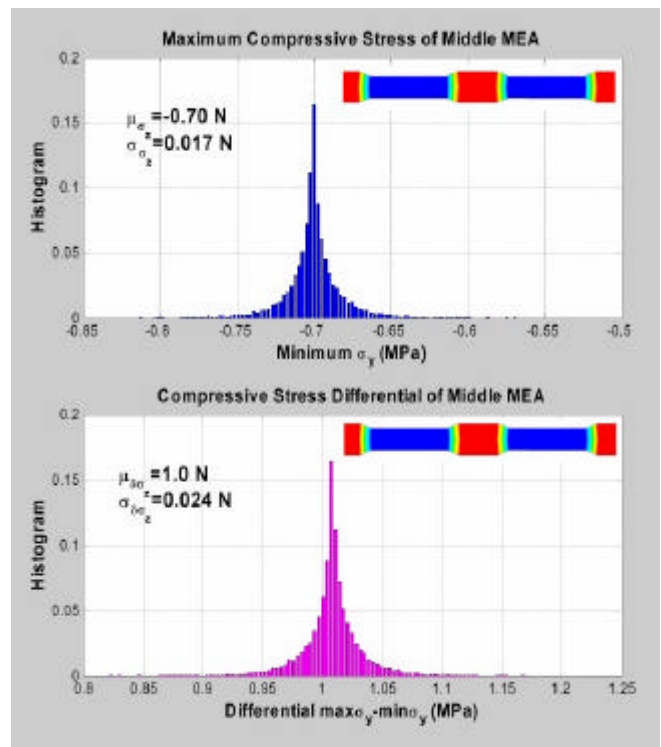 Maximum Compressive Stress of Middle MEA
0.2
0.15
0.1
0.05
0
Histogram
μσz=-0.70 N
σσz=0.017 N
-0.85 -0.8 -0.75 -0.7 -0.65 -0.6 -0.55 -0.5
Minimum σy (MPa)
Compressive Stress Differential of Middle MEA
0.2
0.15
0.1
0.05
0
Histogram
μδσz=1.0 N
σδσz=0.024 N
0.8 0.85 0.9 0.95 1 1.05 1.1 1.15 1.2 1.25
Differential maxσy-minσy (MPa)